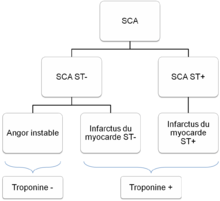 SCA
SCA ST-
SCA ST+
Angor instable
Infarctus du
myocarde ST-
Infarctus du
myocarde
ST+
Troponine -
Troponine +